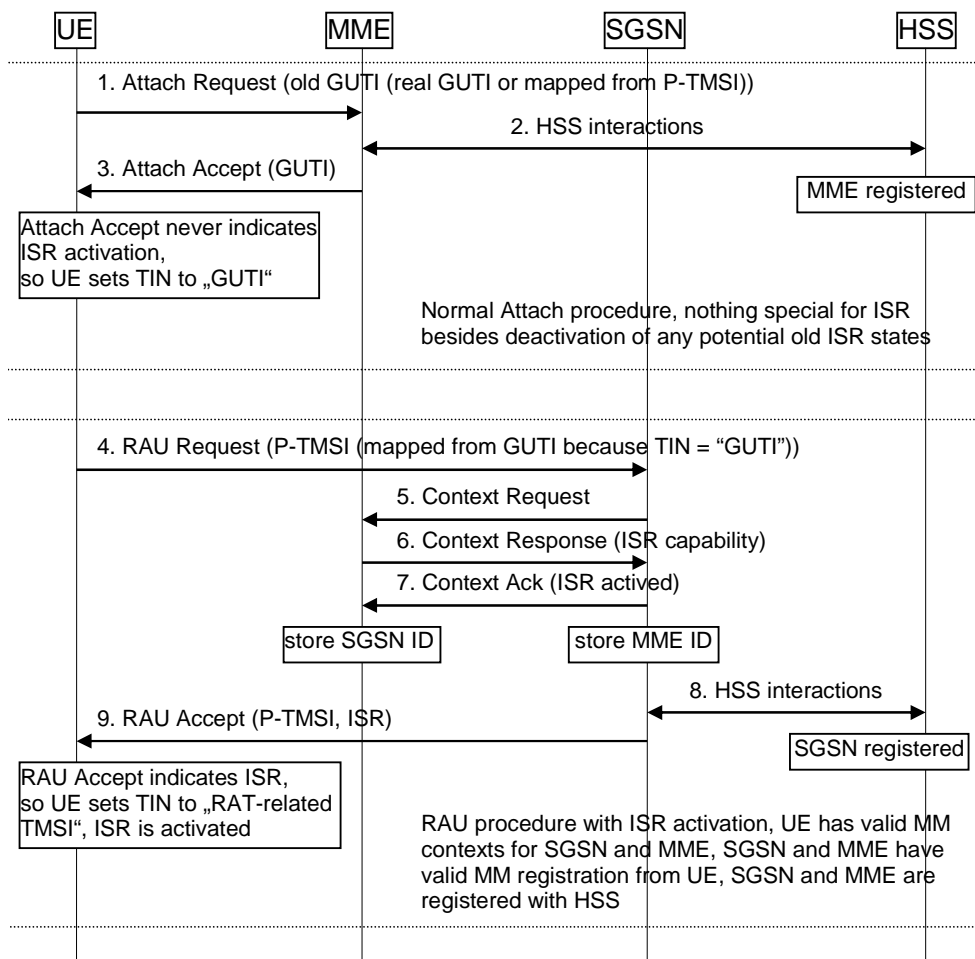 UE MME SGSN HSS
1. Attach Request (old GUTI (real GUTI or mapped from P-TMSI))
2. HSS interactions
3. Attach Accept (GUTI)
MME registered
Attach Accept never indicates
ISR activation,
so UE sets TIN to „GUTI“
Normal Attach procedure, nothing special for ISR
besides deactivation of any potential old ISR states
4. RAU Request (P-TMSI (mapped from GUTI because TIN = “GUTI”))
5. Context Request
6. Context Response (ISR capability)
7. Context Ack (ISR actived)
store SGSN ID
store MME ID
8. HSS interactions
9. RAU Accept (P-TMSI, ISR)
SGSN registered
RAU Accept indicates ISR,
so UE sets TIN to „RAT-related
TMSI“, ISR is activated
RAU procedure with ISR activation, UE has valid MM
contexts for SGSN and MME, SGSN and MME have
valid MM registration from UE, SGSN and MME are
registered with HSS